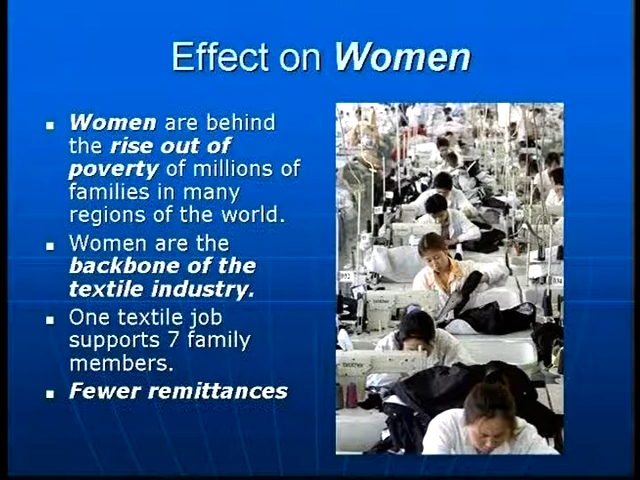 Effect on Women
Women are behind
the rise out of
poverty of millions of
families in many
regions of the world.
Women are the
backbone of the
textile industry.
One textile job
supports 7 family
members.
Fewer remittances
brother